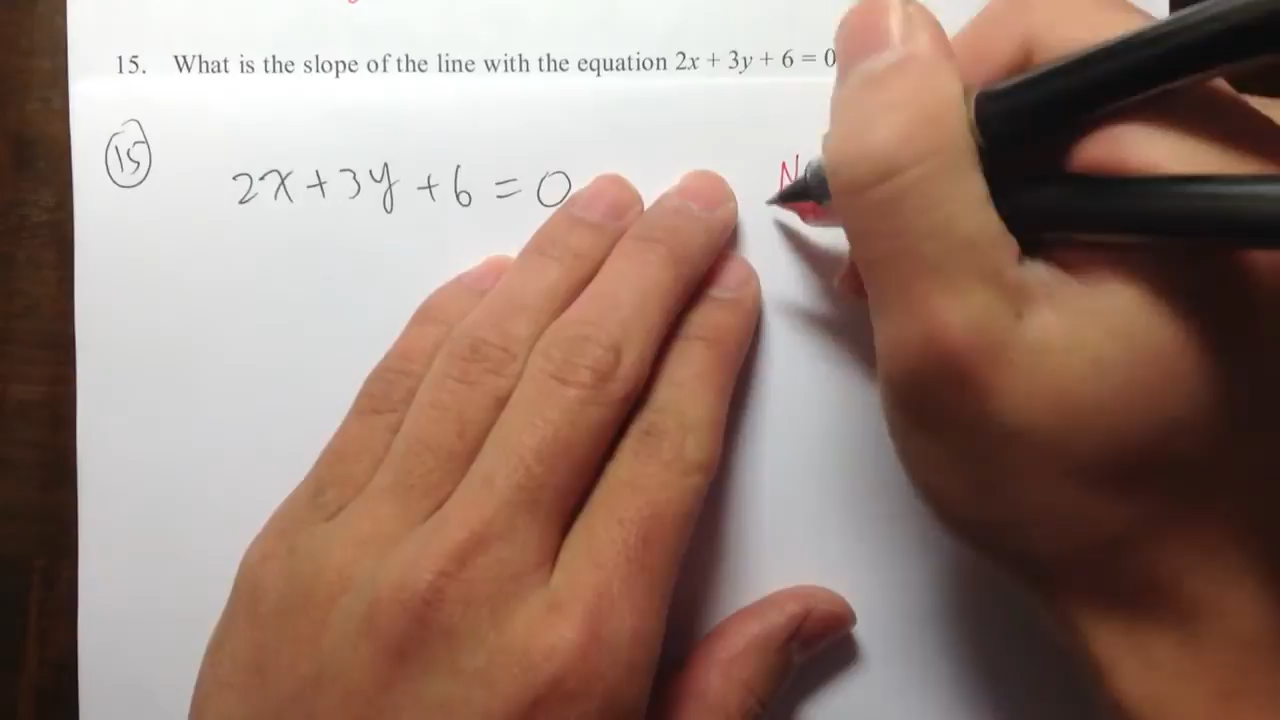 15. What is the slope of the line with the equation 2x + 3y + 6 = 0
15 2x+3y+6=0
N